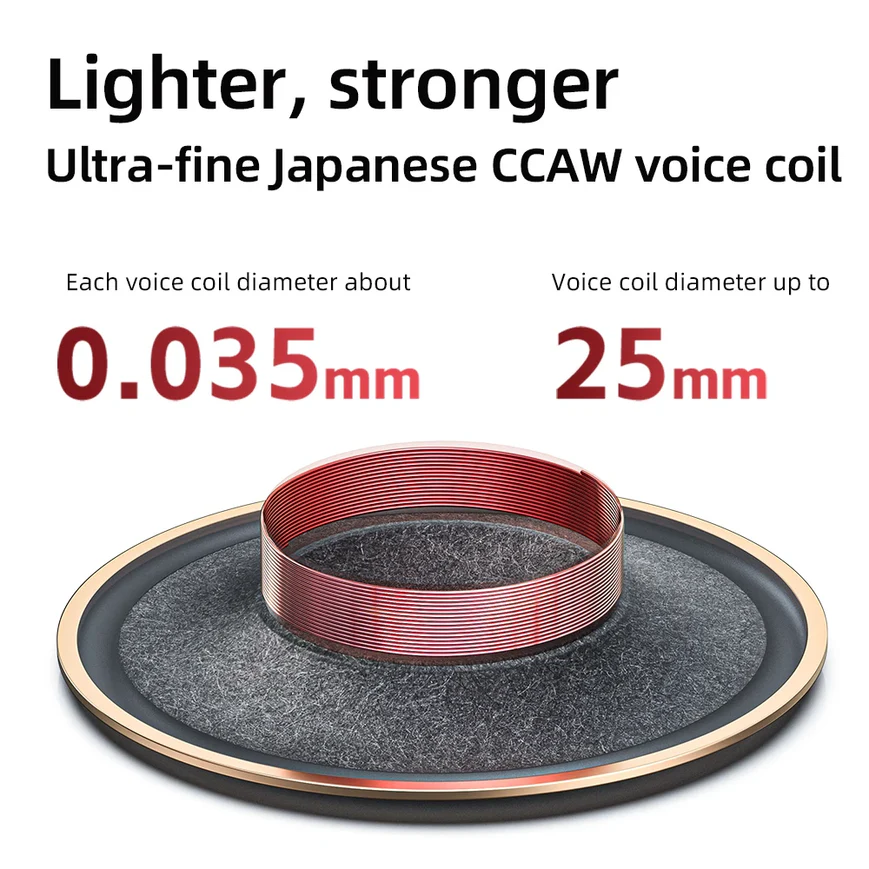 Lighter, stronger
Ultra-fine Japanese CCAW voice coil
Each voice coil diameter about
0.035mm
Voice coil diameter up to
25mm